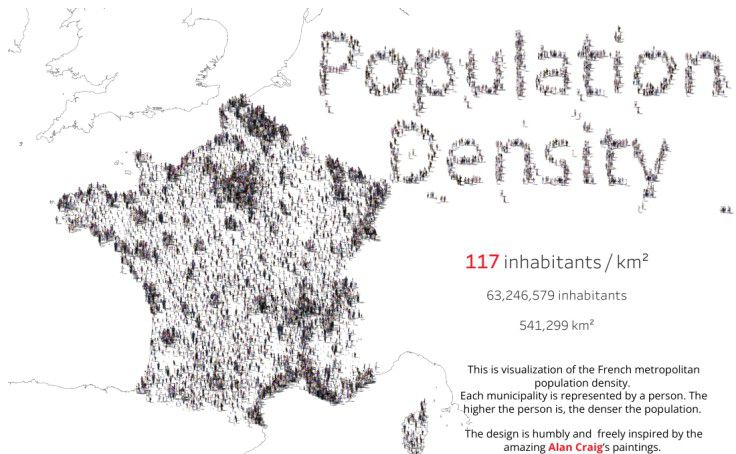 Population
Density
117 inhabitants / km²
63,246,579 inhabitants
541,299 km²
This is visualization of the French metropolitan
population density.
Each municipality is represented by a person. The
higher the person is, the denser the population.
The design is humbly and freely inspired by the
amazing Alan Craig's paintings.